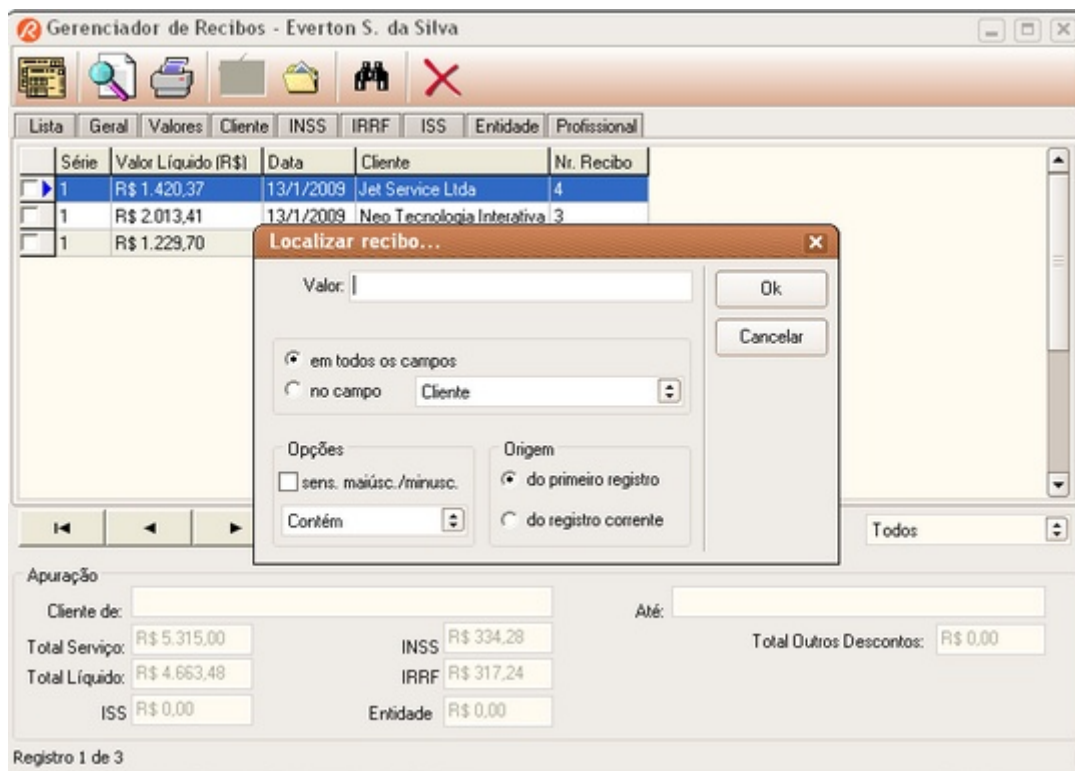 Gerenciador de Recibos - Everton S. da Silva
Lista Geral Valores Cliente INSS IRRF ISS Entidade Profissional
Série Valor Líquido (R$) Data Cliente Nr. Recibo
1 R$ 1.420,37 13/1/2009 Jet Service Ltda 4
1 R$ 2.013,41 13/1/2009 Neo Tecnologia Interativa 3
1 R$ 1.229,70
Localizar recibo...
Valor:
Ok
Cancelar
em todos os campos
no campo Cliente
Opções
sens. maiúsc./minusc.
Contém
Origem
do primeiro registro
do registro corrente
Todos
Apuração
Cliente de: Até:
Total Serviço: R$ 5.315,00 INSS R$ 334,28 Total Outros Descontos: R$ 0,00
Total Líquido: R$ 4.663,48 IRRF R$ 317,24
ISS R$ 0,00 Entidade R$ 0,00
Registro 1 de 3